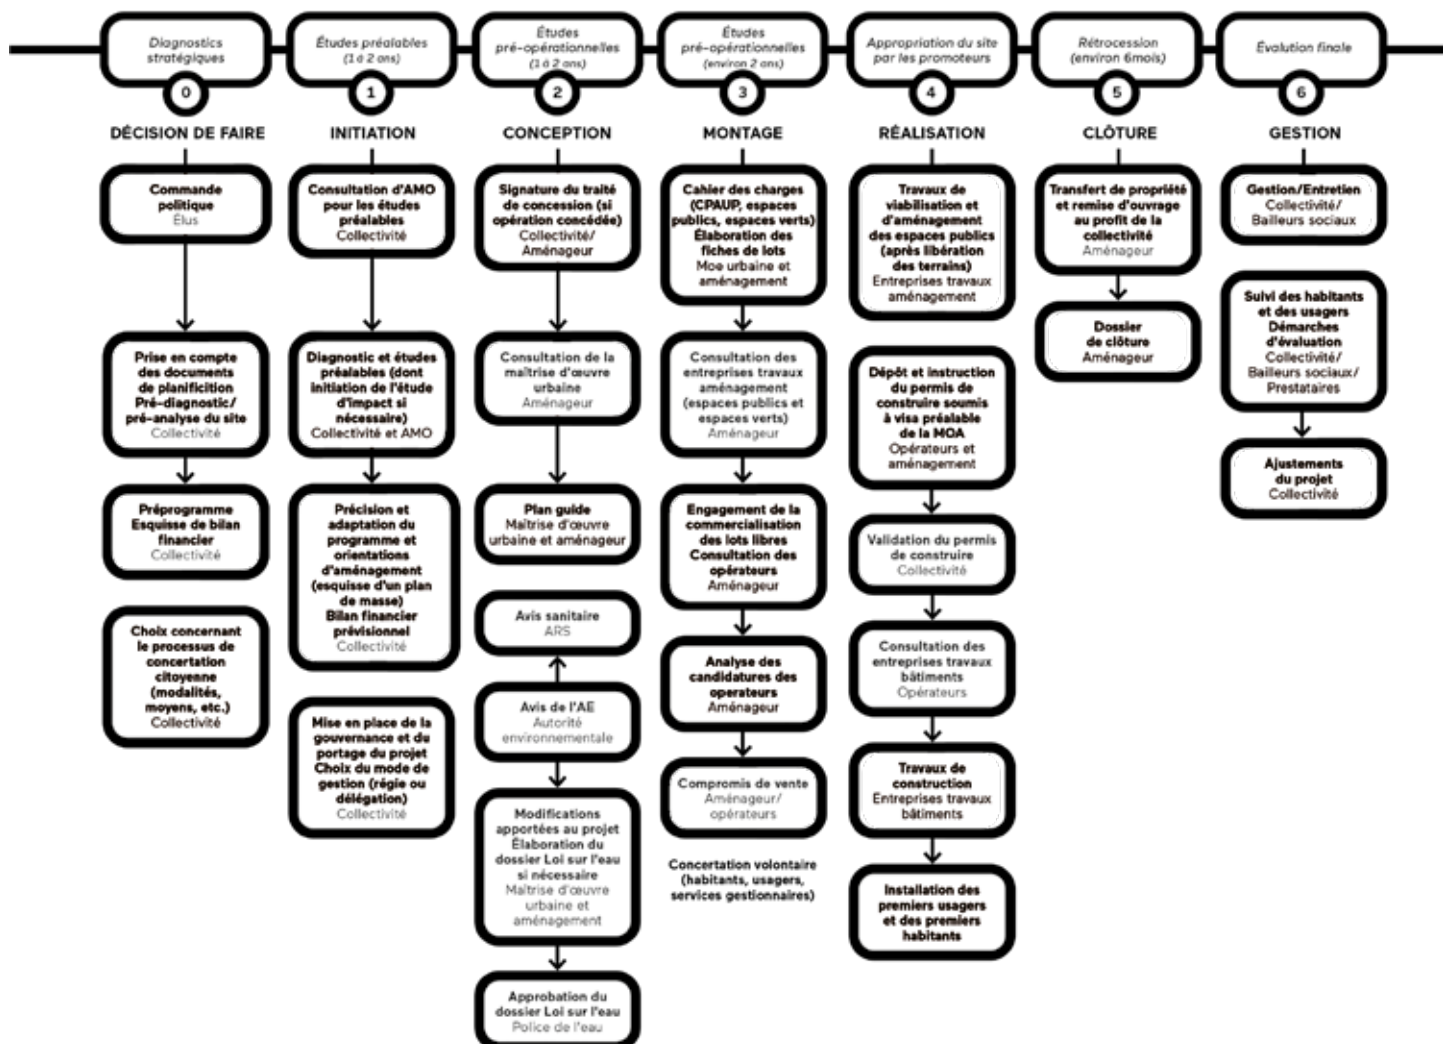 Diagnostics
stratégiques
0
DÉCISION DE FAIRE
Commande
politique
Élus
Prise en compte
des documents
de planificition
Pré-diagnostic/
pré-analyse du site
Collectivité
Préprogramme
Esquisse de bilan
financier
Collectivité
Choix concernant
le processus de
concertation
citoyenne
(modalités,
moyens, etc.)
Collectivité
Études préalables
(1 à 2 ans)
1
INITIATION
Consultation d'AMO
pour les études
préalables
Collectivité
Diagnostic et études
préalables (dont
initiation de l'étude
d'impact si
nécessaire)
Collectivité et AMO
Précision et
adaptation du
programme et
orientations
d'aménagement
(esquisse d'un plan
de masse)
Bilan financier
prévisionnel
Collectivité
Mise en place de la
gouvernance et du
portage du projet
Choix du mode de
gestion (régie ou
délégation)
Collectivité
Études
pré-opérationnelles
(1 à 2 ans)
2
CONCEPTION
Signature du traité
de concession (si
opération concédée)
Collectivité/
Aménageur
Consultation de la
maîtrise d'œuvre
urbaine
Aménageur
Plan guide
Maîtrise d'œuvre
urbaine et aménageur
Avis sanitaire
ARS
Avis de l'AE
Autorité
environnementale
Modifications
apportées au projet
Élaboration du
dossier Loi sur l'eau
si nécessaire
Maîtrise d'œuvre
urbaine et
aménagement
Approbation du
dossier Loi sur l'eau
Police de l'eau
Études
pré-opérationnelles
(environ 2 ans)
3
MONTAGE
Cahier des charges
(CPAUP, espaces
publics, espaces verts)
Élaboration des
fiches de lots
Moe urbaine et
aménagement
Consultation des
entreprises travaux
aménagement
(espaces publics et
espaces verts)
Aménageur
Engagement de la
commercialisation
des lots libres
Consultation des
opérateurs
Aménageur
Analyse des
candidatures des
operateurs
Aménageur
Compromis de vente
Aménageur/
opérateurs
Concertation volontaire
(habitants, usagers,
services gestionnaires)
Appropriation du site
par les promoteurs
4
RÉALISATION
Travaux de
viabilisation et
d'aménagement
des espaces publics
(après libération
des terrains)
Entreprises travaux
aménagement
Dépôt et instruction
du permis de
construire soumis
à visa préalable
de la MOA
Opérateurs et
aménagement
Validation du permis
de construire
Collectivité
Consultation des
entreprises travaux
bâtiments
Opérateurs
Travaux de
construction
Entreprises travaux
bâtiments
Installation des
premiers usagers
et des premiers
habitants
Rétrocession
(environ 6mois)
5
CLÔTURE
Transfert de propriété
et remise d'ouvrage
au profit de la
collectivité
Aménageur
Dossier
de clôture
Aménageur
Évolution finale
6
GESTION
Gestion/Entretien
Collectivité/
Bailleurs sociaux
Suivi des habitants
et des usagers
Démarches
d'évaluation
Collectivité/
Bailleurs sociaux/
Prestataires
Ajustements
du projet
Collectivité